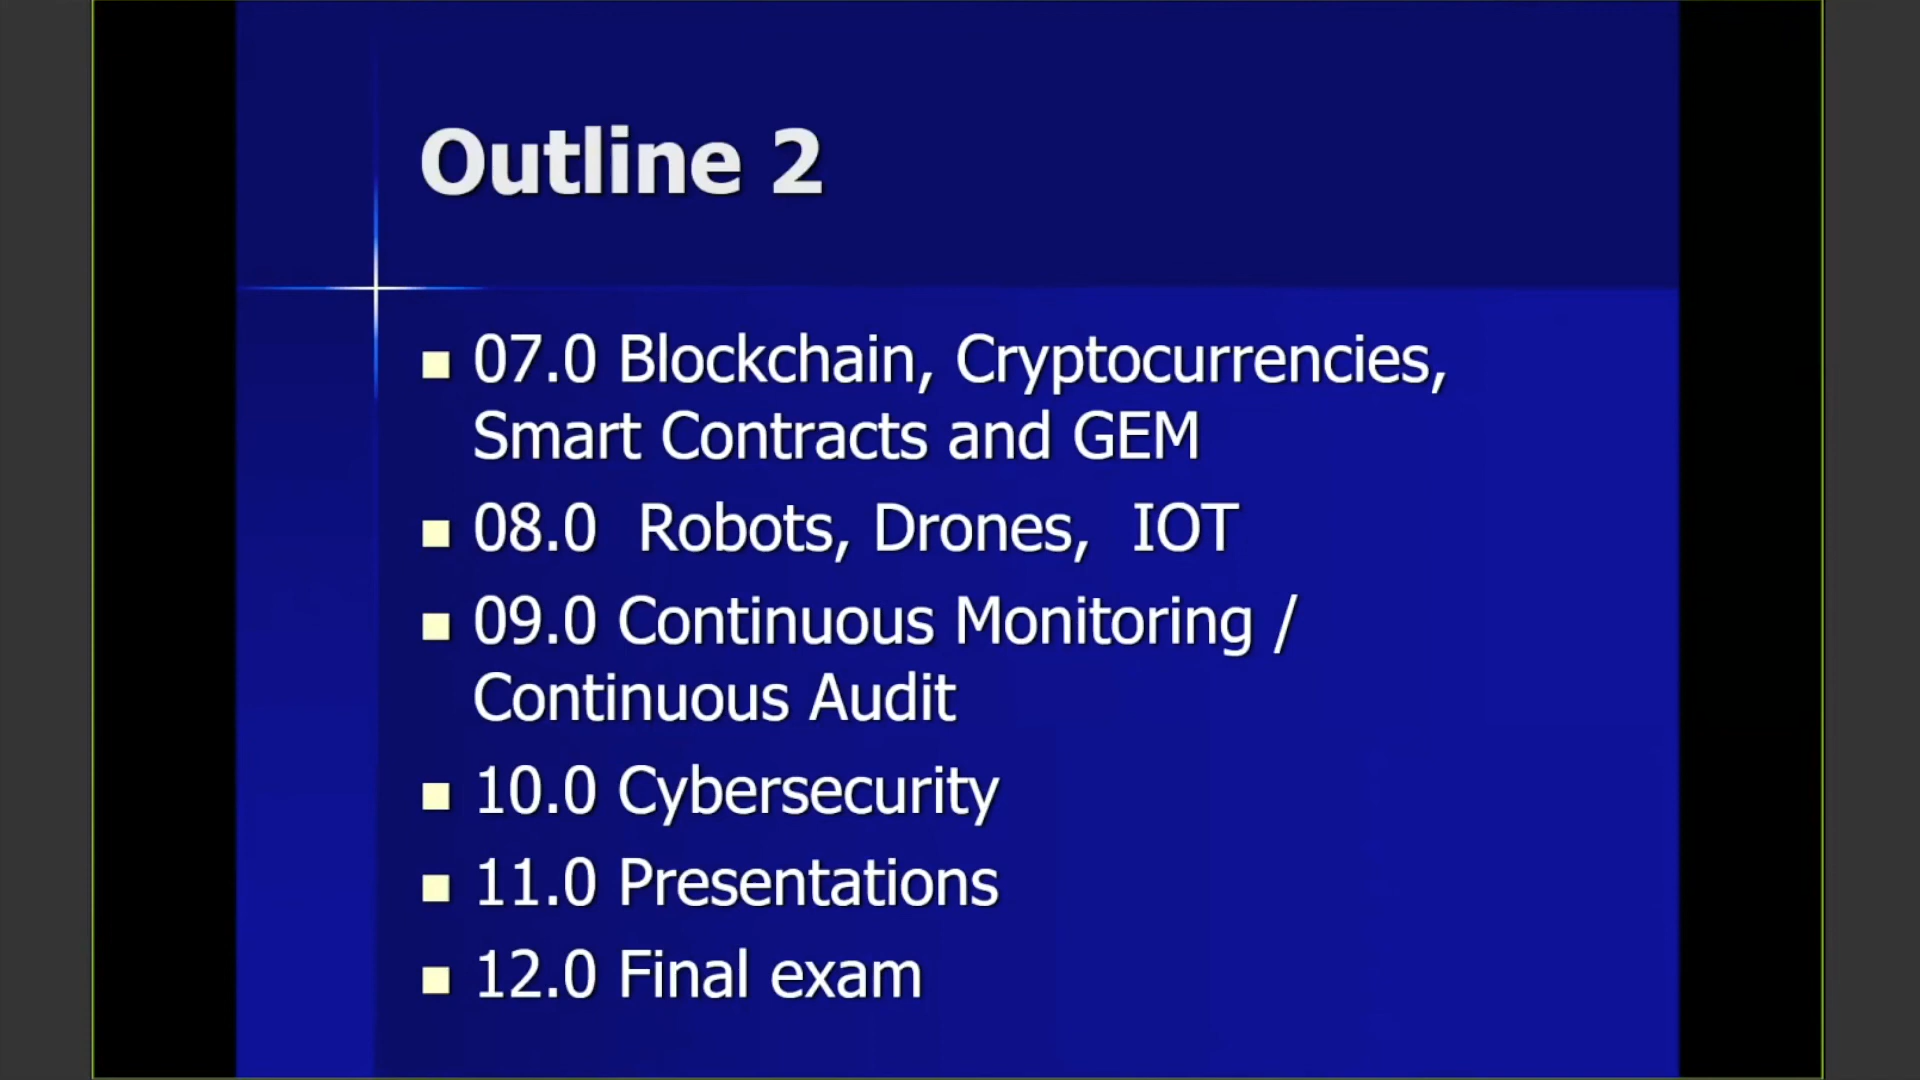 Outline 2
07.0 Blockchain, Cryptocurrencies,
Smart Contracts and GEM
08.0 Robots, Drones, IOT
09.0 Continuous Monitoring /
Continuous Audit
10.0 Cybersecurity
11.0 Presentations
12.0 Final exam